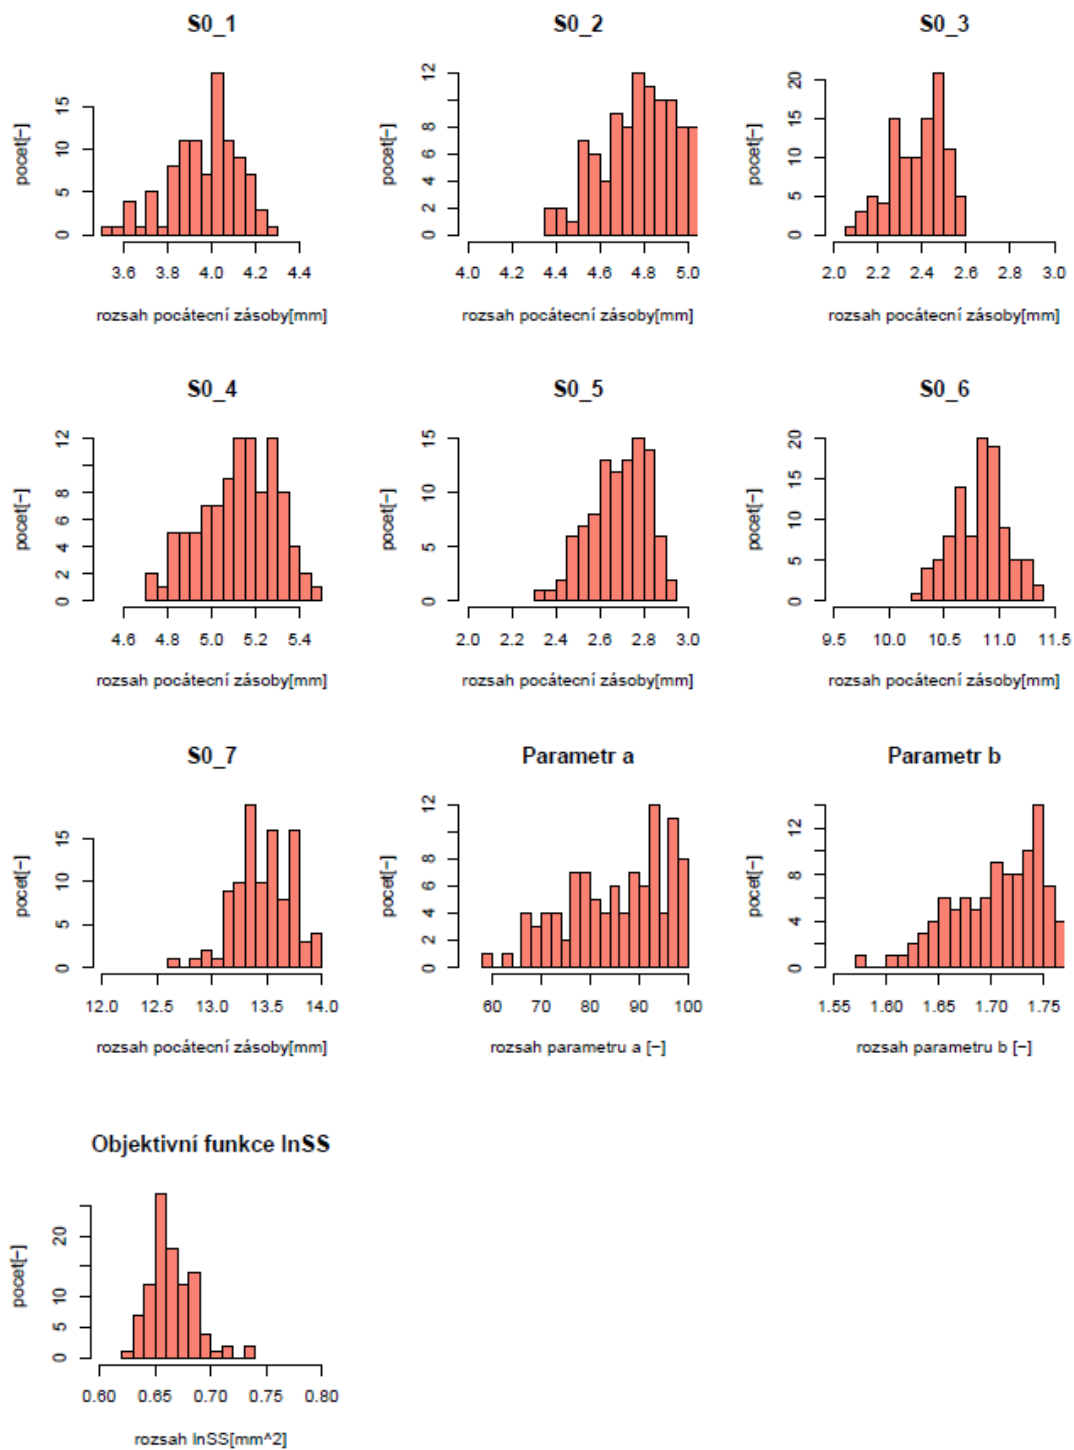 S0_1
S0_2
S0_3
pocet[−]
0 5 10 15
3.6 3.8 4.0 4.2 4.4
rozsah pocátecní zásoby[mm]
pocet[−]
0 2 4 6 8 12
4.0 4.2 4.4 4.6 4.8 5.0
rozsah pocátecní zásoby[mm]
pocet[−]
0 5 10 15 20
2.0 2.2 2.4 2.6 2.8 3.0
rozsah pocátecní zásoby[mm]
S0_4
S0_5
S0_6
pocet[−]
0 2 4 6 8 12
4.6 4.8 5.0 5.2 5.4
rozsah pocátecní zásoby[mm]
pocet[−]
0 5 10 15
2.0 2.2 2.4 2.6 2.8 3.0
rozsah pocátecní zásoby[mm]
pocet[−]
0 5 10 15 20
9.5 10.0 10.5 11.0 11.5
rozsah pocátecní zásoby[mm]
S0_7
Parametr a
Parametr b
pocet[−]
0 5 10 15
12.0 12.5 13.0 13.5 14.0
rozsah pocátecní zásoby[mm]
pocet[−]
0 2 4 6 8 12
60 70 80 90 100
rozsah parametru a [−]
pocet[−]
0 4 8 12
1.55 1.60 1.65 1.70 1.75
rozsah parametru b [−]
Objektivní funkce lnSS
pocet[−]
0 5 10 20
0.60 0.65 0.70 0.75 0.80
rozsah lnSS[mm^2]